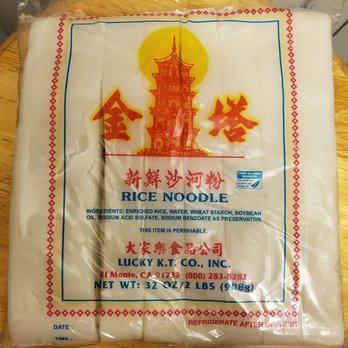 金塔
新鮮沙河粉
RICE NOODLE
INGREDIENTS: ENRICHED RICE, WATER, WHEAT STARCH, SOYBEAN
OIL, SODIUM ACID SULFATE, SODIUM BENZOATE AS PRESERVATIVE.
THIS ITEM IS PERISHABLE
大家樂食品公司
LUCKY K.T. CO., INC.
El Monte, CA 91733 (800) 283-8282
NET WT: 32 OZ/2 LBS (908g)
DATE :
REFRIGERATE AFTER OPENING
TIME :